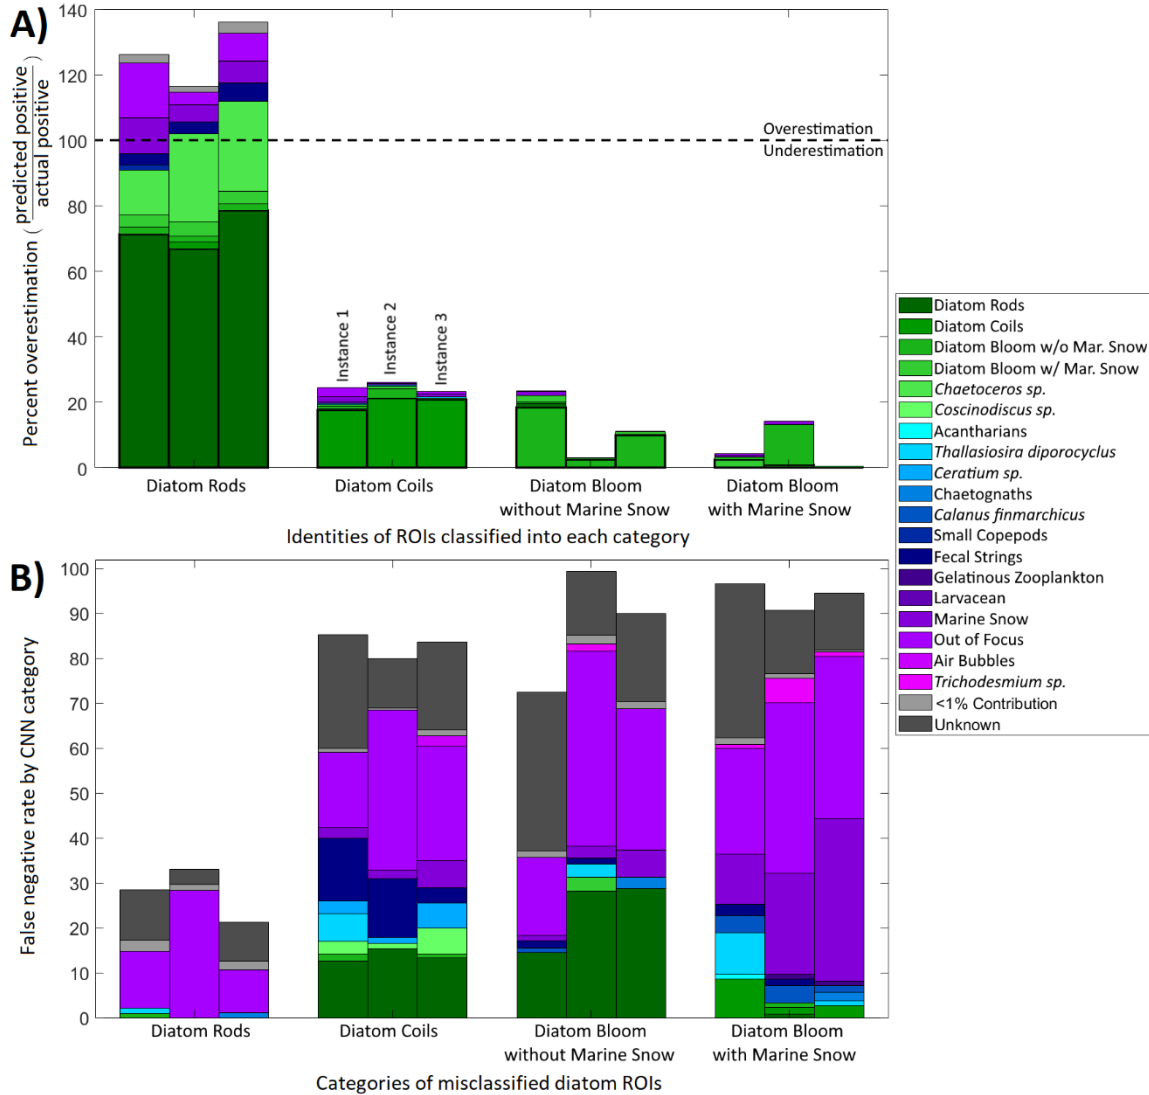 A)
Percent overestimation ( predicted positive / actual positive )
140
120
100
80
60
40
20
0
Overestimation
Underestimation
Instance 1
Instance 2
Instance 3
Diatom Rods
Diatom Coils
Diatom Bloom
without Marine Snow
Diatom Bloom
with Marine Snow
Identities of ROIs classified into each category
Diatom Rods
Diatom Coils
Diatom Bloom w/o Mar. Snow
Diatom Bloom w/ Mar. Snow
Chaetoceros sp.
Coscinodiscus sp.
Acantharians
Thallasiosira diporocyclus
Ceratium sp.
Chaetognaths
Calanus finmarchicus
Small Copepods
Fecal Strings
Gelatinous Zooplankton
Larvacean
Marine Snow
Out of Focus
Air Bubbles
Trichodesmium sp.
<1% Contribution
Unknown
B)
False negative rate by CNN category
100
90
80
70
60
50
40
30
20
10
0
Diatom Rods
Diatom Coils
Diatom Bloom
without Marine Snow
Diatom Bloom
with Marine Snow
Categories of misclassified diatom ROIs